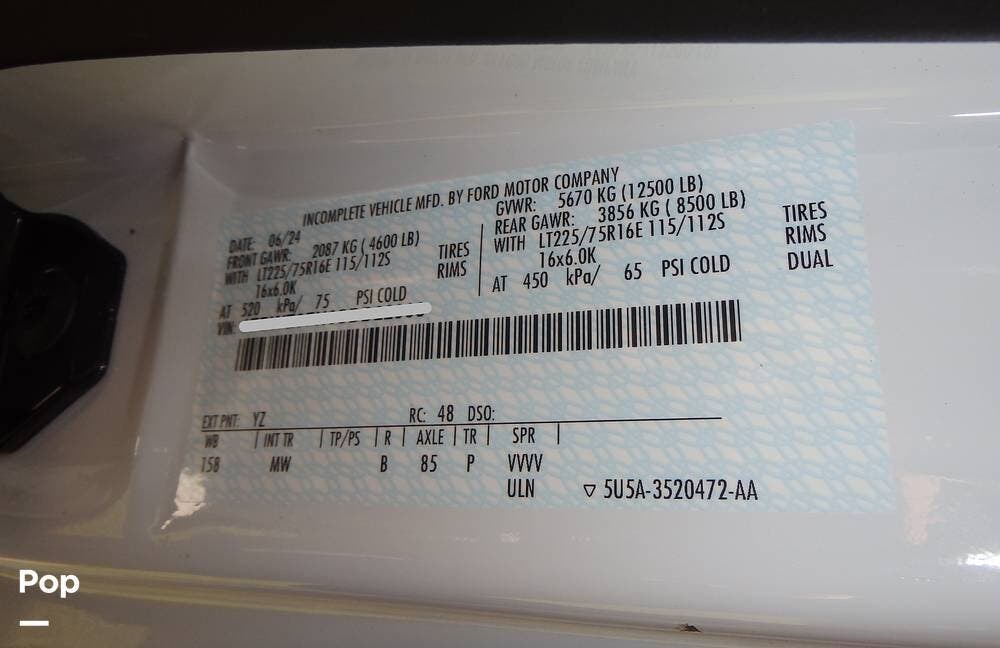 INCOMPLETE VEHICLE MFD. BY FORD MOTOR COMPANY
DATE: 06/24
FRONT GAWR: 2087 KG ( 4600 LB)
WITH LT225/75R16E 115/112S TIRES
16x6.0K RIMS
AT 520 kPa/ 75 PSI COLD
GVWR: 5670 KG (12500 LB)
REAR GAWR: 3856 KG ( 8500 LB)
WITH LT225/75R16E 115/112S TIRES
16x6.0K RIMS
AT 450 kPa/ 65 PSI COLD DUAL
VIN:
EXT PNT: YZ RC: 48 DSO:
WB | INT TR | TP/PS | R | AXLE | TR | SPR |
158 MW B 85 P VVVV
ULN ▽ 5U5A-3520472-AA
Pop